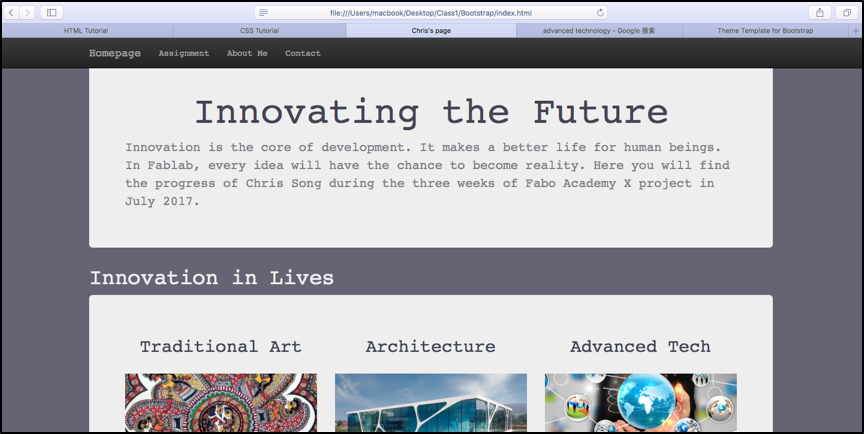 file:///Users/macbook/Desktop/Class1/Bootstrap/index.html
HTML Tutorial
CSS Tutorial
Chris's page
advanced technology - Google 搜索
Theme Template for Bootstrap
Homepage Assignment About Me Contact
Innovating the Future
Innovation is the core of development. It makes a better life for human beings.
In Fablab, every idea will have the chance to become reality. Here you will find
the progress of Chris Song during the three weeks of Fabo Academy X project in
July 2017.
Innovation in Lives
Traditional Art
Architecture
Advanced Tech